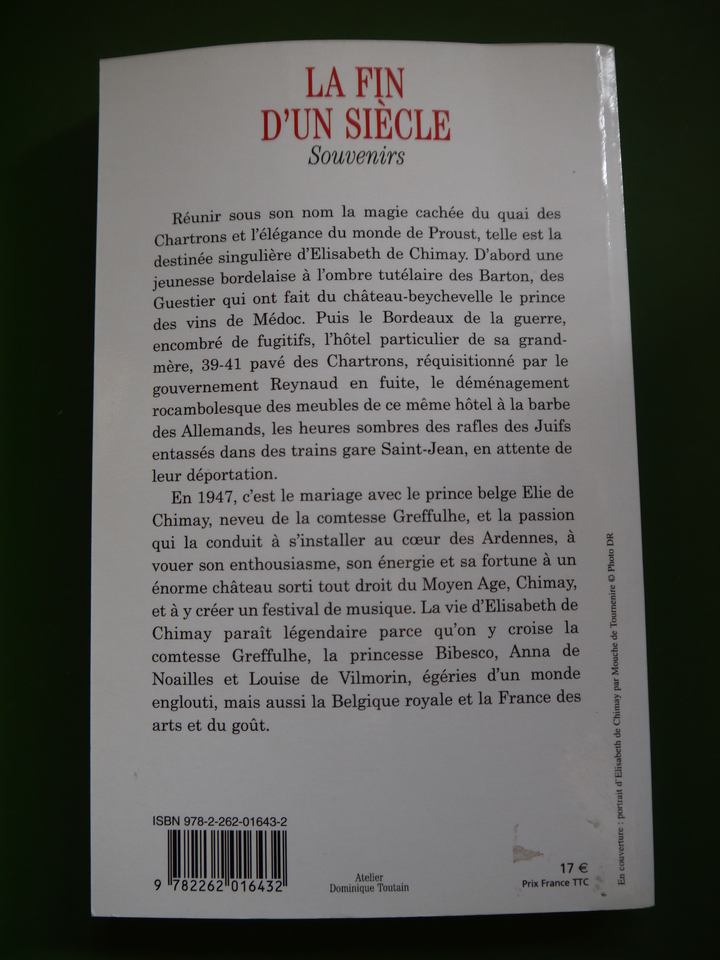 LA FIN
D'UN SIÈCLE
Souvenirs
Réunir sous son nom la magie cachée du quai des
Chartrons et l'élégance du monde de Proust, telle est la
destinée singulière d'Elisabeth de Chimay. D'abord une
jeunesse bordelaise à l'ombre tutélaire des Barton, des
Guestier qui ont fait du château-beychevelle le prince
des vins de Médoc. Puis le Bordeaux de la guerre,
encombré de fugitifs, l'hôtel particulier de sa grand-
mère, 39-41 pavé des Chartrons, réquisitionné par le
gouvernement Reynaud en fuite, le déménagement
rocambolesque des meubles de ce même hôtel à la barbe
des Allemands, les heures sombres des rafles des Juifs
entassés dans des trains gare Saint-Jean, en attente de
leur déportation.
En 1947, c'est le mariage avec le prince belge Elie de
Chimay, neveu de la comtesse Greffulhe, et la passion
qui la conduit à s'installer au cœur des Ardennes, à
vouer son enthousiasme, son énergie et sa fortune à un
énorme château sorti tout droit du Moyen Age, Chimay,
et à y créer un festival de musique. La vie d'Elisabeth de
Chimay paraît légendaire parce qu'on y croise la
comtesse Greffulhe, la princesse Bibesco, Anna de
Noailles et Louise de Vilmorin, égéries d'un monde
englouti, mais aussi la Belgique royale et la France des
arts et du goût.
ISBN 978-2-262-01643-2
9 782262 016432
Atelier
Dominique Toutain
17 €
Prix France TTC
En couverture : portrait d'Elisabeth de Chimay par Mouche de Tournemire © Photo DR